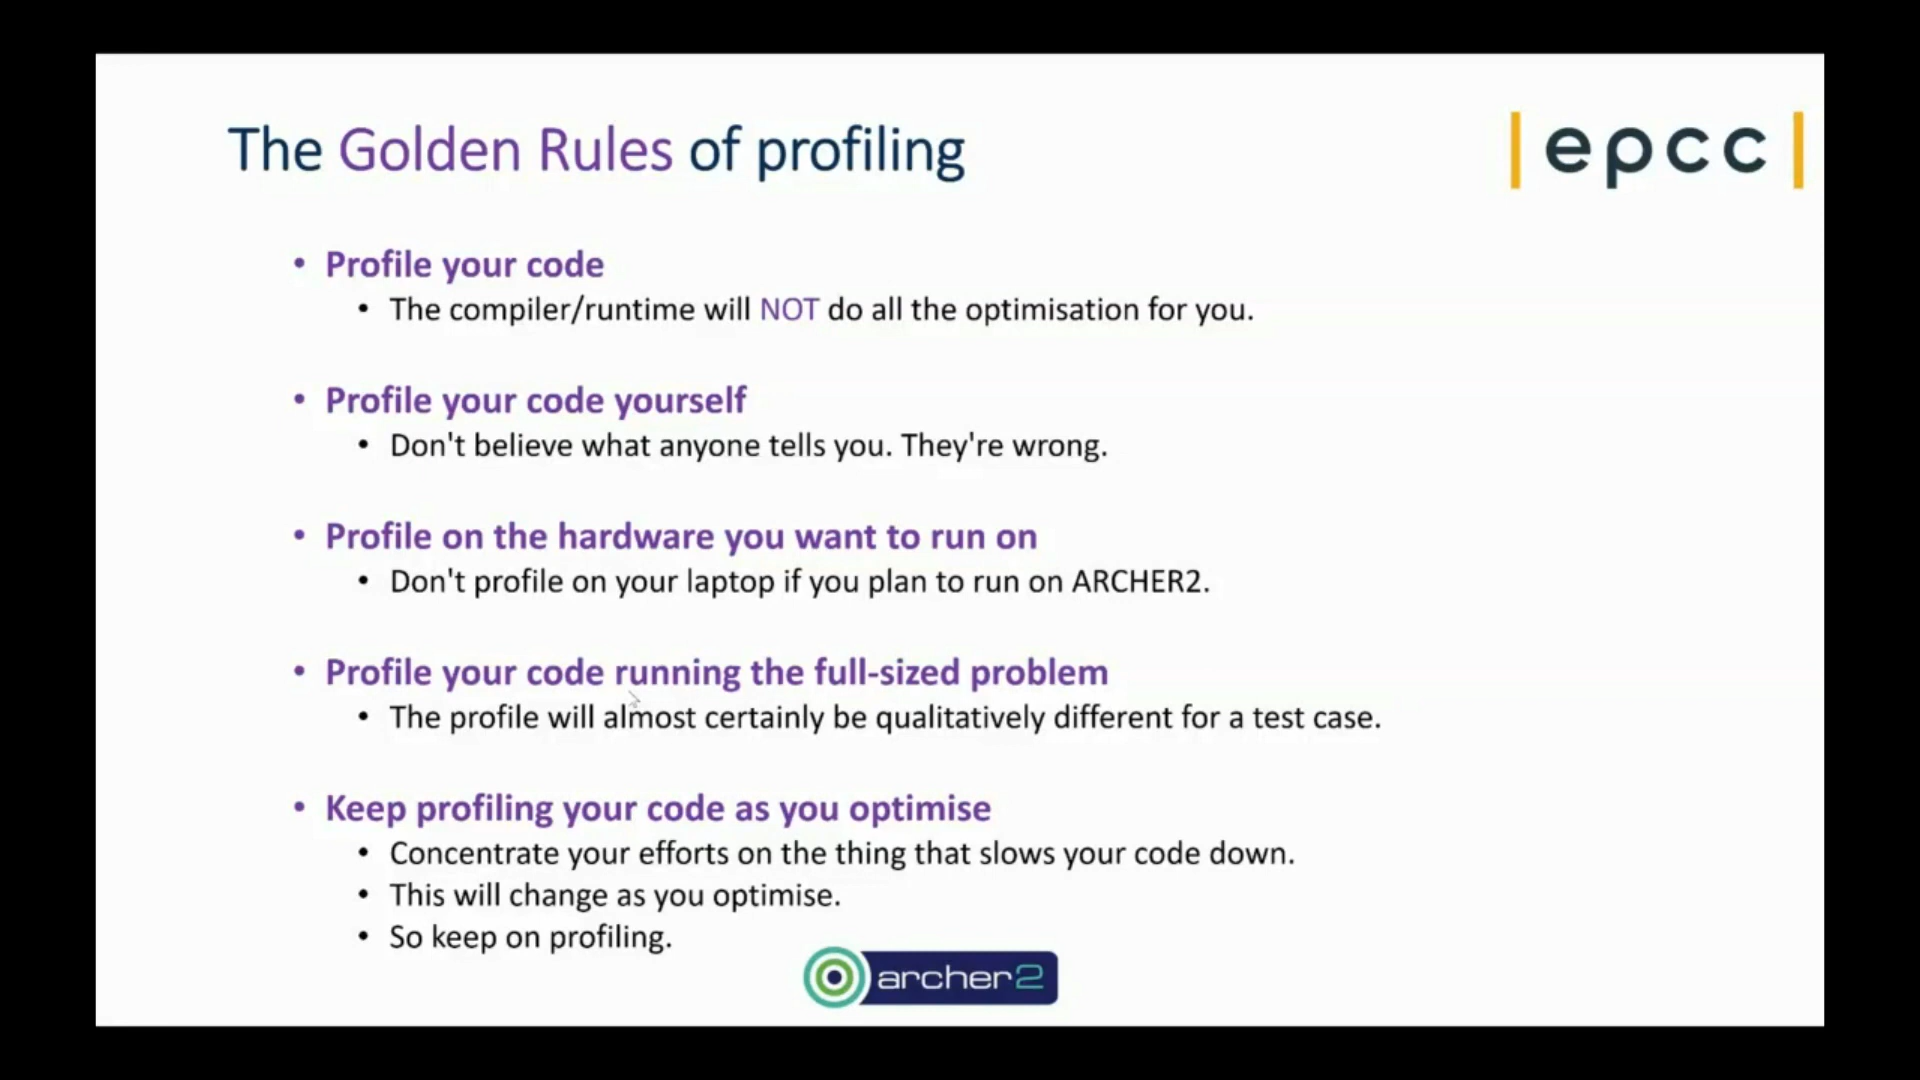 The Golden Rules of profiling
|epcc|
• Profile your code
• The compiler/runtime will NOT do all the optimisation for you.
• Profile your code yourself
• Don't believe what anyone tells you. They're wrong.
• Profile on the hardware you want to run on
• Don't profile on your laptop if you plan to run on ARCHER2.
• Profile your code running the full-sized problem
• The profile will almost certainly be qualitatively different for a test case.
• Keep profiling your code as you optimise
• Concentrate your efforts on the thing that slows your code down.
• This will change as you optimise.
• So keep on profiling.
archer2